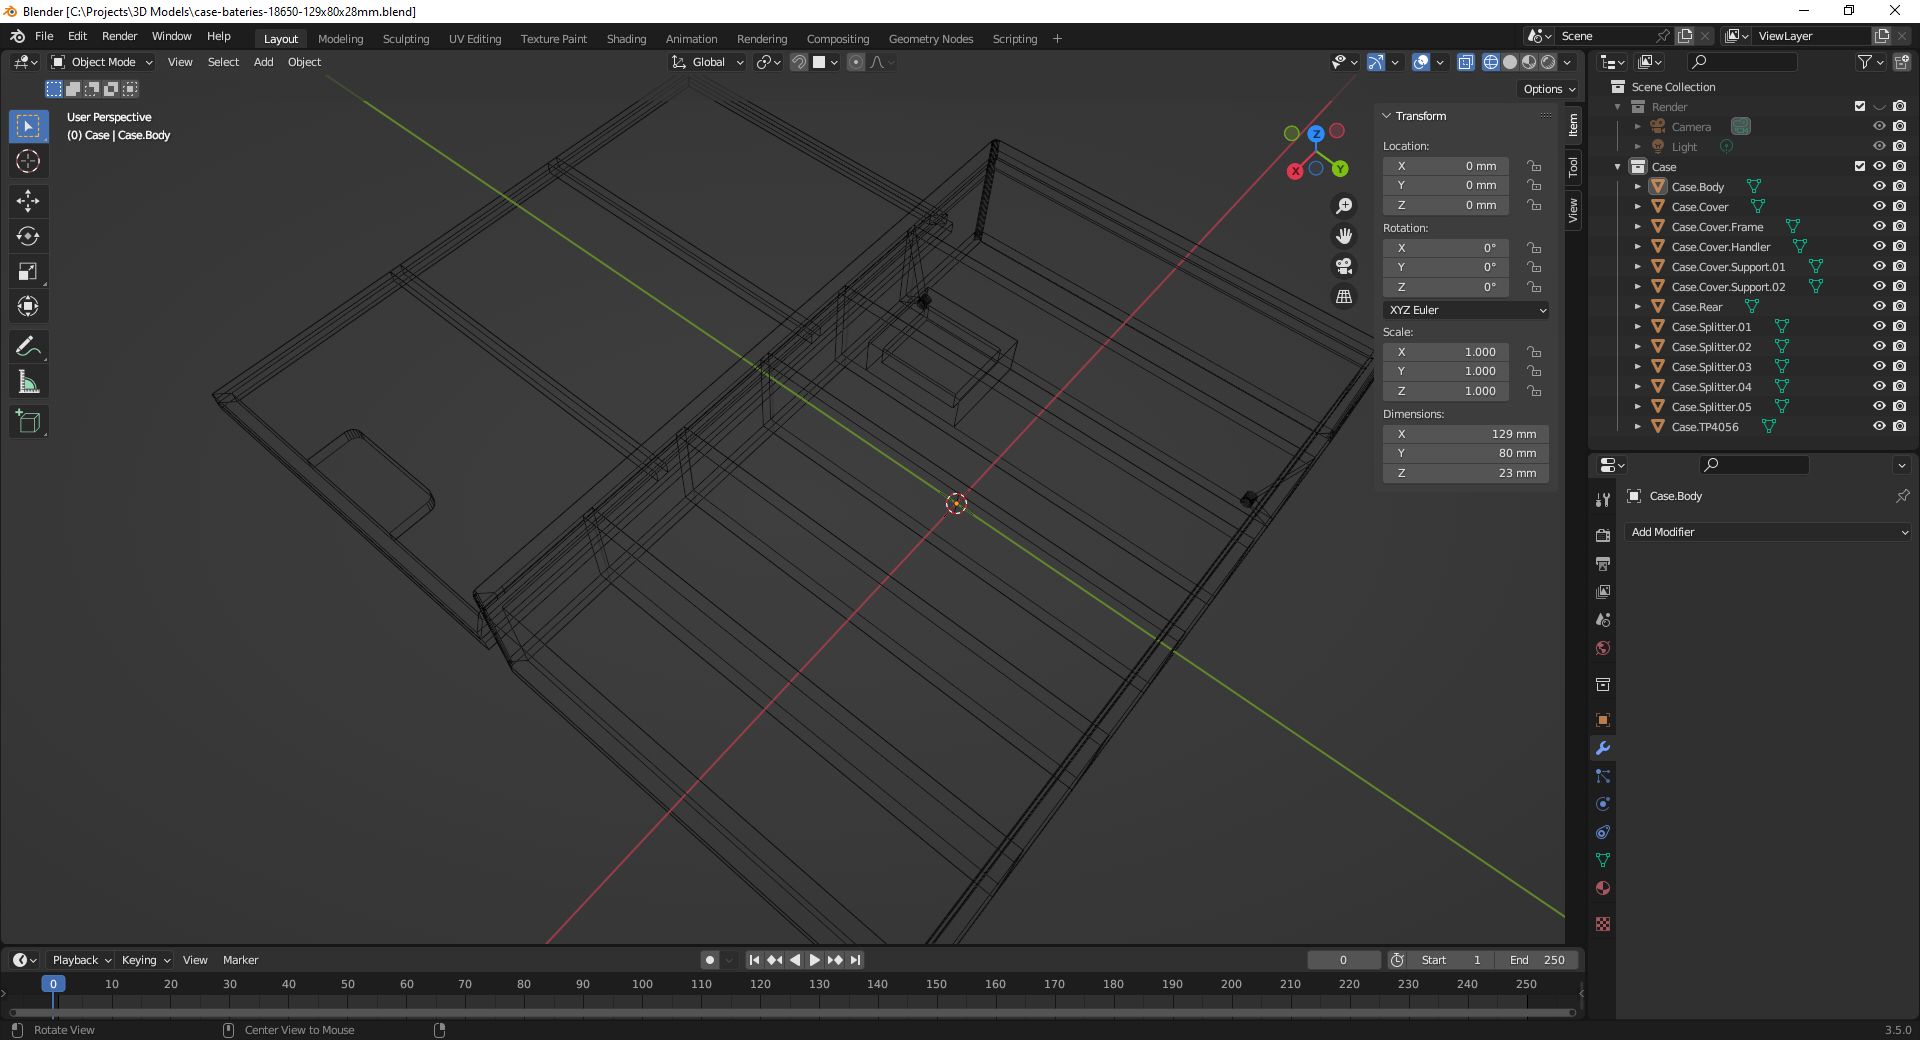 Blender [C:\Projects\3D Models\case-bateries-18650-129x80x28mm.blend]
File Edit Render Window Help
Layout Modeling Sculpting UV Editing Texture Paint Shading Animation Rendering Compositing Geometry Nodes Scripting +
Scene
ViewLayer
Object Mode View Select Add Object
Global
Options
User Perspective
(0) Case | Case.Body
Z
X
Y
Item
Tool
View
Transform
Location:
X 0 mm
Y 0 mm
Z 0 mm
Rotation:
X 0°
Y 0°
Z 0°
XYZ Euler
Scale:
X 1.000
Y 1.000
Z 1.000
Dimensions:
X 129 mm
Y 80 mm
Z 23 mm
Scene Collection
Render
Camera
Light
Case
Case.Body
Case.Cover
Case.Cover.Frame
Case.Cover.Handler
Case.Cover.Support.01
Case.Cover.Support.02
Case.Rear
Case.Splitter.01
Case.Splitter.02
Case.Splitter.03
Case.Splitter.04
Case.Splitter.05
Case.TP4056
Case.Body
Add Modifier
Playback Keying View Marker
0
Start 1
End 250
0 10 20 30 40 50 60 70 80 90 100 110 120 130 140 150 160 170 180 190 200 210 220 230 240 250
Rotate View
Center View to Mouse
3.5.0